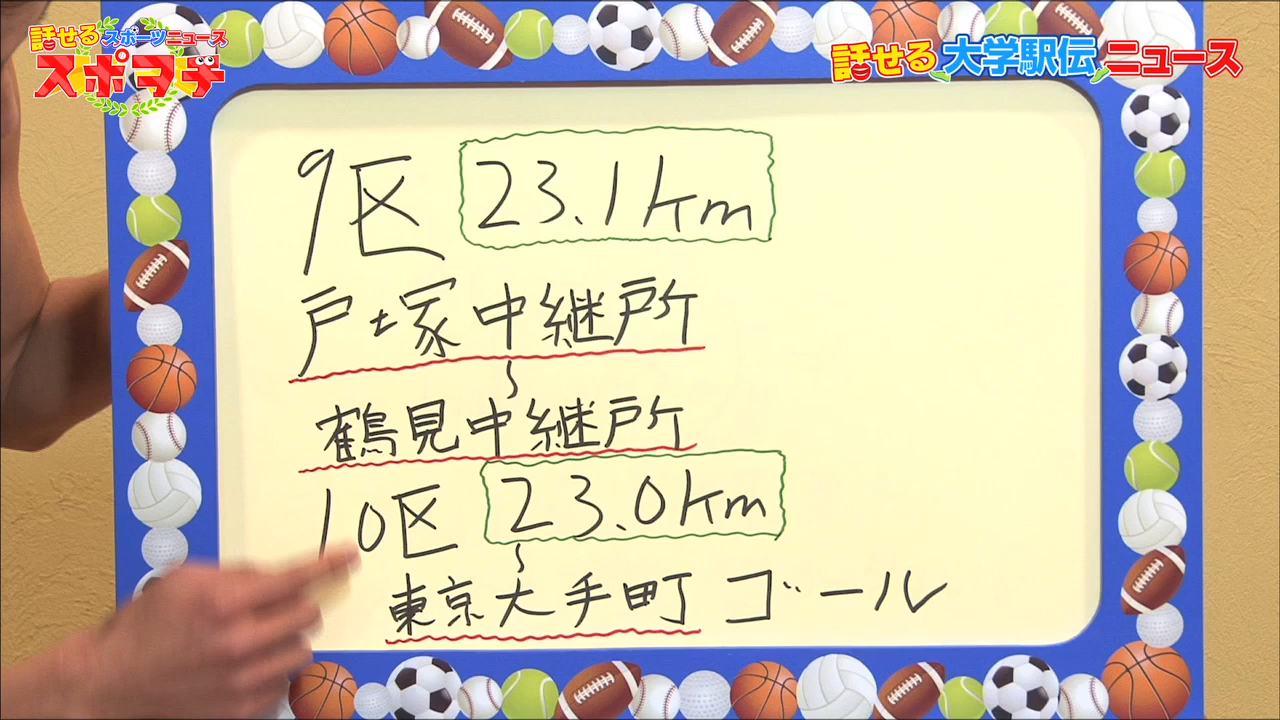 話せるスポーツニュース
スポヲヂ
話せる大学駅伝ニュース
9区 23.1km
戸塚中継所
〜
鶴見中継所
10区 23.0km
〜
東京大手町 ゴール